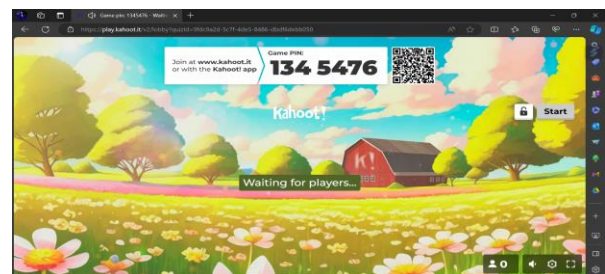 Game pin: 1345476 - Waiti
https://play.kahoot.it/v2/lobby?quizId=
Join at www.kahoot.it
or with the Kahoot! app
Game PIN:
134 5476
Kahoot!
Start
k!
Waiting for players...
0